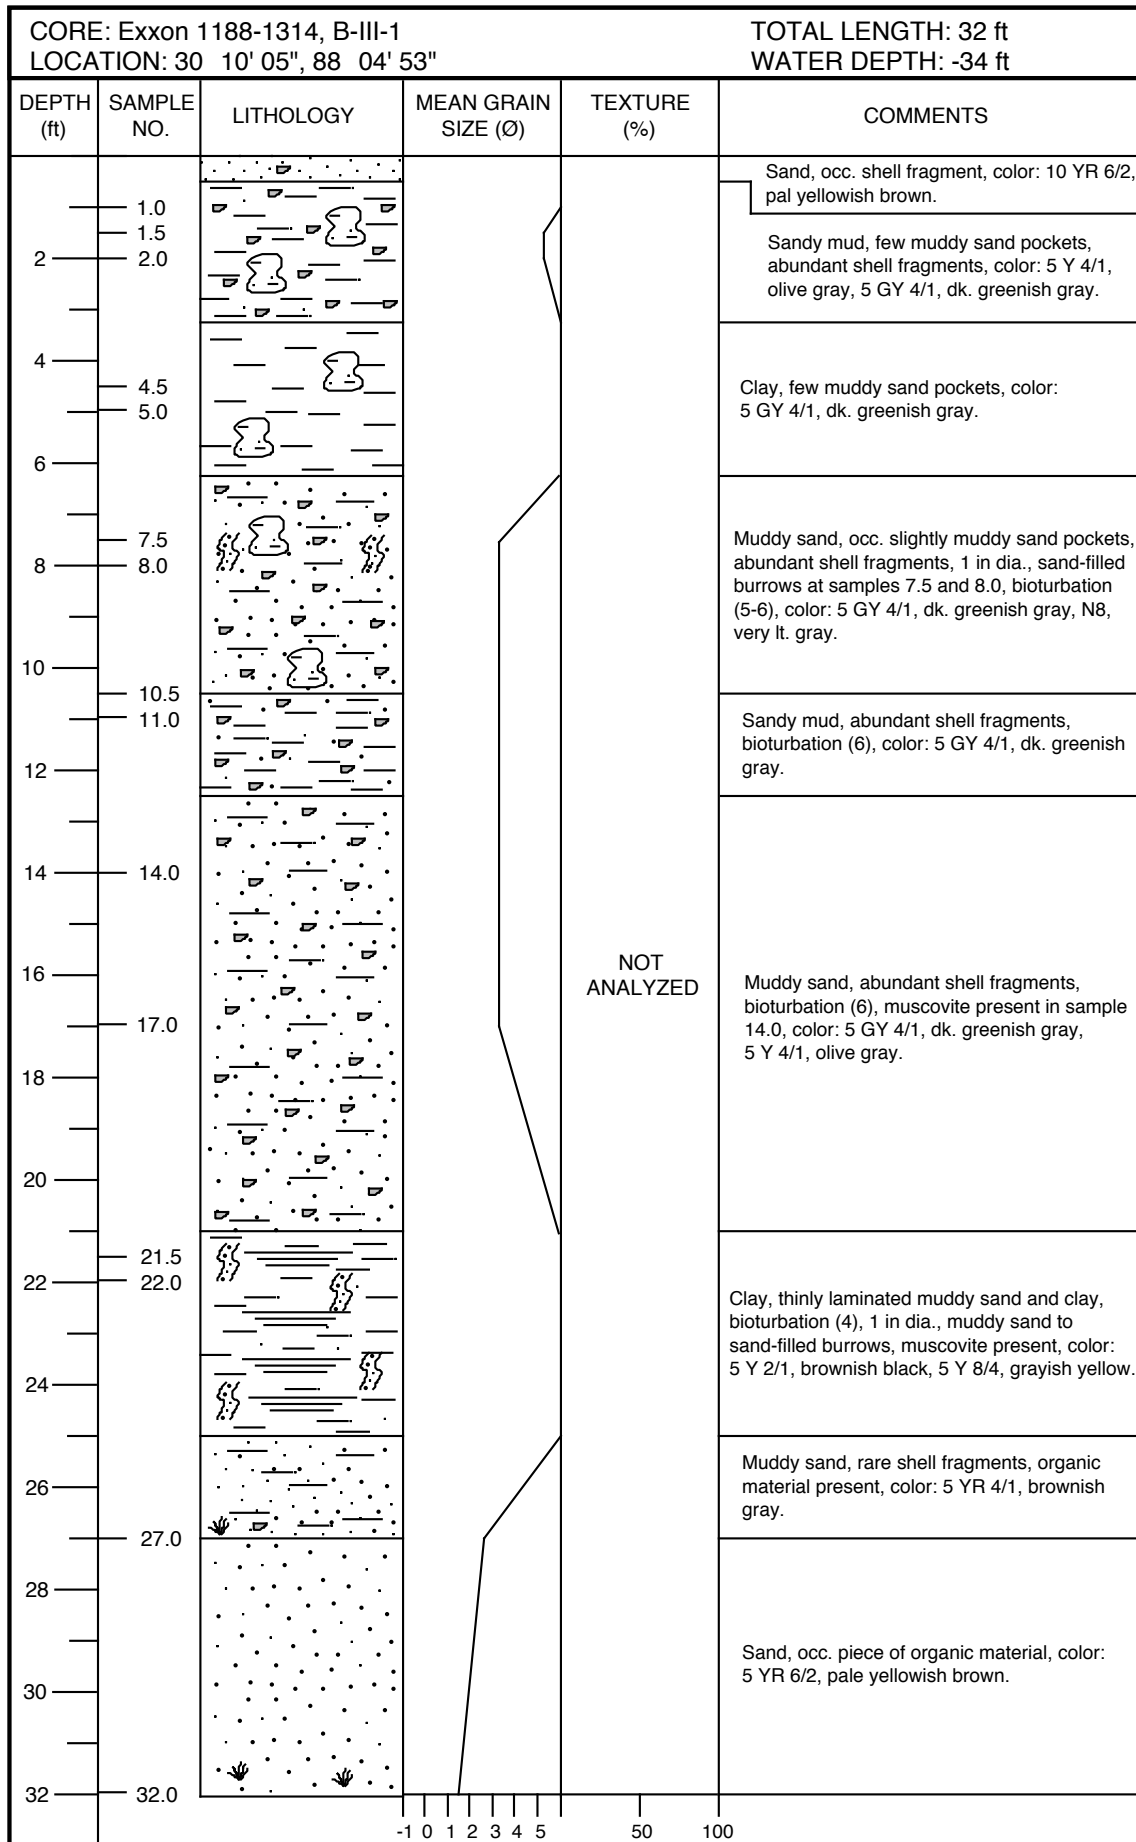 CORE: Exxon 1188-1314, B-III-1
TOTAL LENGTH: 32 ft
LOCATION: 30 10' 05", 88 04' 53"
WATER DEPTH: -34 ft
DEPTH
(ft)
SAMPLE
NO.
LITHOLOGY
MEAN GRAIN
SIZE (Ø)
TEXTURE
(%)
COMMENTS
Sand, occ. shell fragment, color: 10 YR 6/2,
pal yellowish brown.
1.0
1.5
2
2.0
Sandy mud, few muddy sand pockets,
abundant shell fragments, color: 5 Y 4/1,
olive gray, 5 GY 4/1, dk. greenish gray.
4
4.5
5.0
Clay, few muddy sand pockets, color:
5 GY 4/1, dk. greenish gray.
6
7.5
8
8.0
Muddy sand, occ. slightly muddy sand pockets,
abundant shell fragments, 1 in dia., sand-filled
burrows at samples 7.5 and 8.0, bioturbation
(5-6), color: 5 GY 4/1, dk. greenish gray, N8,
very lt. gray.
10
10.5
11.0
Sandy mud, abundant shell fragments,
bioturbation (6), color: 5 GY 4/1, dk. greenish
gray.
12
14
14.0
16
17.0
NOT
ANALYZED
Muddy sand, abundant shell fragments,
bioturbation (6), muscovite present in sample
14.0, color: 5 GY 4/1, dk. greenish gray,
5 Y 4/1, olive gray.
18
20
21.5
22
22.0
Clay, thinly laminated muddy sand and clay,
bioturbation (4), 1 in dia., muddy sand to
sand-filled burrows, muscovite present, color:
5 Y 2/1, brownish black, 5 Y 8/4, grayish yellow.
24
Muddy sand, rare shell fragments, organic
material present, color: 5 YR 4/1, brownish
gray.
26
27.0
28
Sand, occ. piece of organic material, color:
5 YR 6/2, pale yellowish brown.
30
32
32.0
-1 0 1 2 3 4 5
50 100